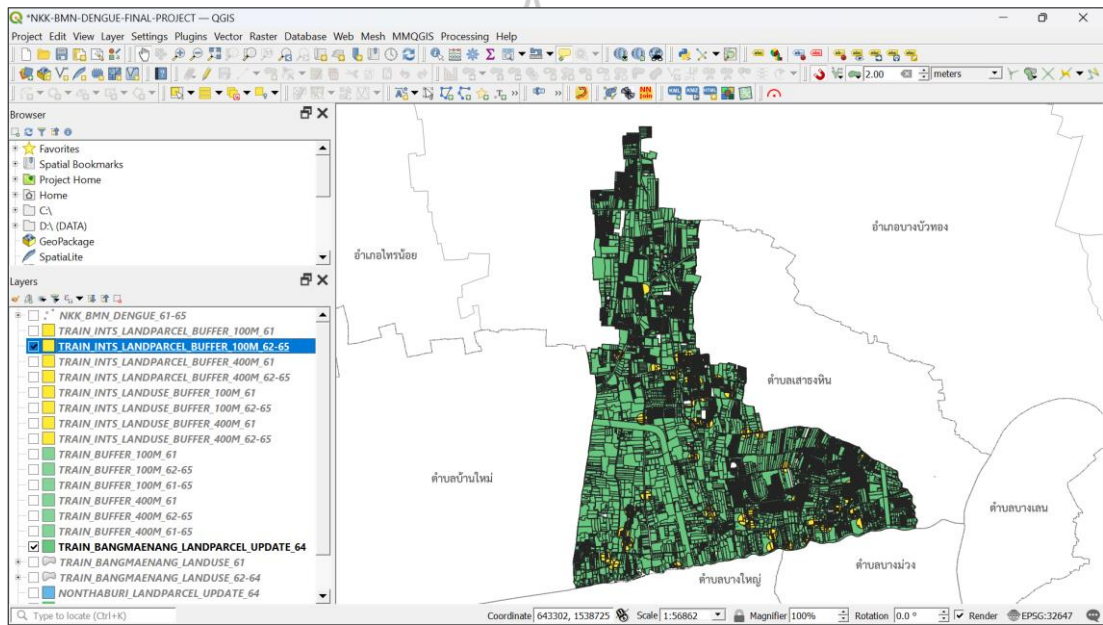 *NKK-BMN-DENGUE-FINAL-PROJECT — QGIS
Project Edit View Layer Settings Plugins Vector Raster Database Web Mesh MMQGIS Processing Help
2.00 meters
Browser
Favorites
Spatial Bookmarks
Project Home
Home
C:\
D:\ (DATA)
GeoPackage
SpatiaLite
Layers
NKK_BMN_DENGUE_61-65
TRAIN_INTS_LANDPARCEL_BUFFER_100M_61
TRAIN_INTS_LANDPARCEL_BUFFER_100M_62-65
TRAIN_INTS_LANDPARCEL_BUFFER_400M_61
TRAIN_INTS_LANDPARCEL_BUFFER_400M_62-65
TRAIN_INTS_LANDUSE_BUFFER_100M_61
TRAIN_INTS_LANDUSE_BUFFER_100M_62-65
TRAIN_INTS_LANDUSE_BUFFER_400M_61
TRAIN_INTS_LANDUSE_BUFFER_400M_62-65
TRAIN_BUFFER_100M_61
TRAIN_BUFFER_100M_62-65
TRAIN_BUFFER_100M_61-65
TRAIN_BUFFER_400M_61
TRAIN_BUFFER_400M_62-65
TRAIN_BUFFER_400M_61-65
TRAIN_BANGMAENANG_LANDPARCEL_UPDATE_64
TRAIN_BANGMAENANG_LANDUSE_61
TRAIN_BANGMAENANG_LANDUSE_62-64
NONTHABURI_LANDPARCEL_UPDATE_64
อำเภอไทรน้อย
อำเภอบางบัวทอง
ตำบลเสาธงหิน
ตำบลบ้านใหม่
ตำบลบางเลน
ตำบลบางม่วง
ตำบลบางใหญ่
Type to locate (Ctrl+K)
Coordinate 643302, 1538725 Scale 1:56862 Magnifier 100% Rotation 0.0 ° Render EPSG:32647